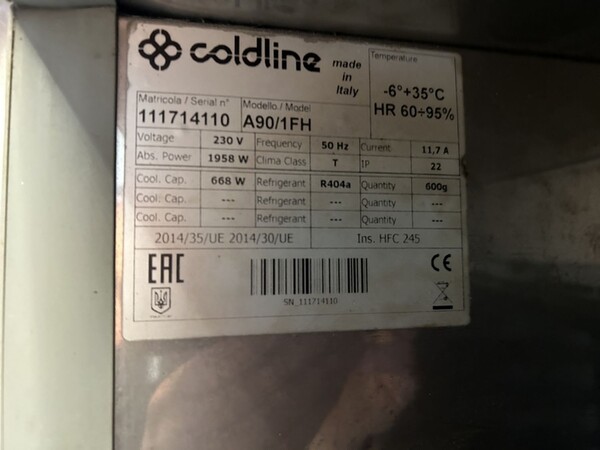 coldline
made
in
Italy
Temperature
-6°÷35°C
HR 60÷95%
Matricola / Serial n° Modello / Model
111714110 A90/1FH
Voltage 230 V Frequency 50 Hz Current 11,7 A
Abs. Power 1958 W Clima Class T IP 22
Cool. Cap. 668 W Refrigerant R404a Quantity 600g
Cool. Cap. --- Refrigerant --- Quantity ---
Cool. Cap. --- Refrigerant --- Quantity ---
2014/35/UE 2014/30/UE Ins. HFC 245
EAC CE
SN_111714110